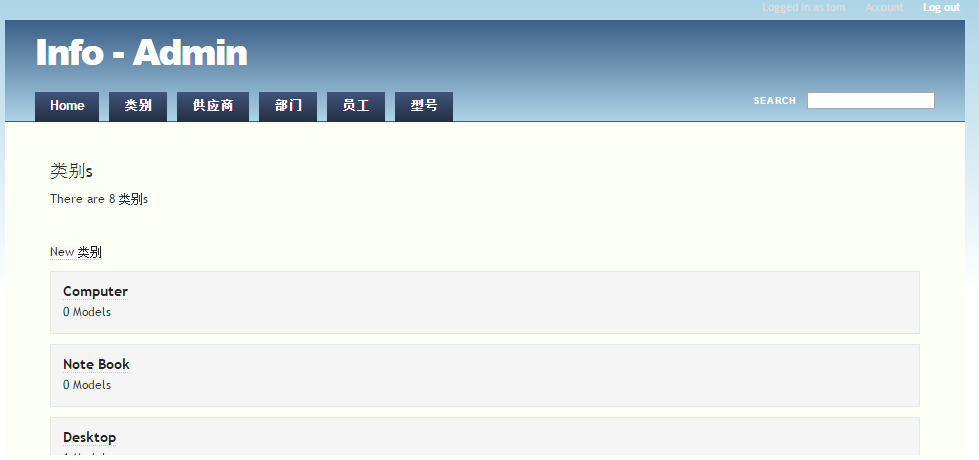 Logged in as tom Account Log out
Info - Admin
Home 类别 供应商 部门 员工 型号 SEARCH
类别s
There are 8 类别s
New 类别
Computer
0 Models
Note Book
0 Models
Desktop